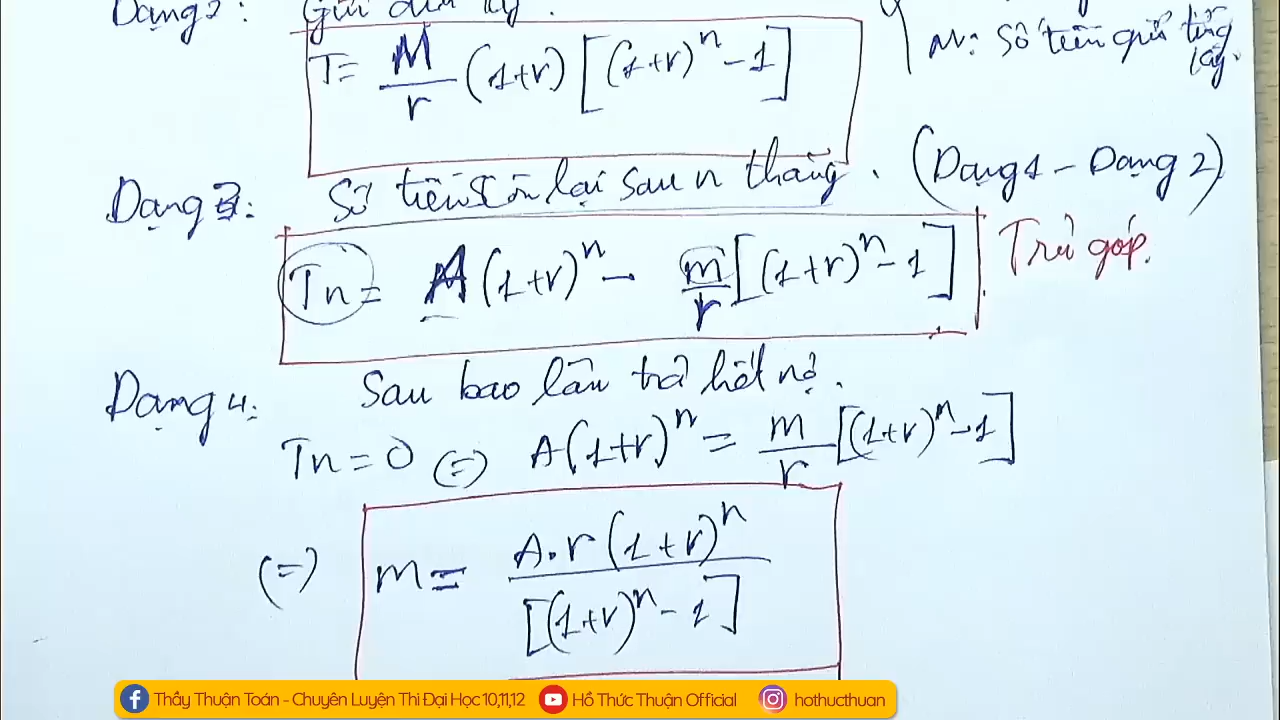 Dạng 2: Gửi định kỳ.
M: Số tiền gửi từng tháng.
T = M/r (1+r) [(1+r)^n - 1]
Dạng 3: Số tiền còn lại sau n tháng. (Dạng 1 - Dạng 2)
Tn = A(1+r)^n - m/r [(1+r)^n - 1] Trả góp.
Dạng 4: Sau bao lần trả hết nợ.
Tn = 0 (=) A(1+r)^n = m/r [(1+r)^n - 1]
(=) m = A.r(1+r)^n / [(1+r)^n - 1]
Thầy Thuận Toán - Chuyên Luyện Thi Đại Học 10,11,12 Hồ Thức Thuận Official hothucthuan